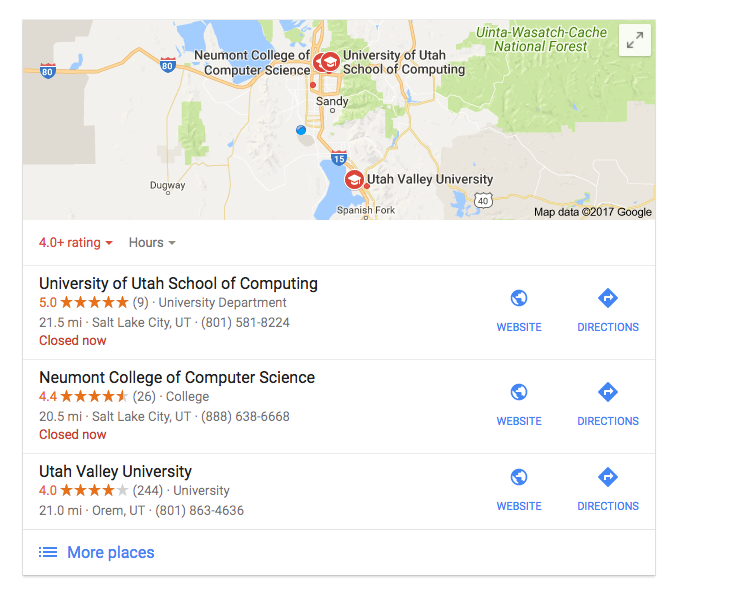 Uinta-Wasatch-Cache
National Forest
Neumont College of
Computer Science
University of Utah
School of Computing
80
80
Sandy
15
Utah Valley University
Dugway
40
Spanish Fork
Map data ©2017 Google
4.0+ rating
Hours
University of Utah School of Computing
5.0 (9) · University Department
21.5 mi · Salt Lake City, UT · (801) 581-8224
Closed now
WEBSITE
DIRECTIONS
Neumont College of Computer Science
4.4 (26) · College
20.5 mi · Salt Lake City, UT · (888) 638-6668
Closed now
WEBSITE
DIRECTIONS
Utah Valley University
4.0 (244) · University
21.0 mi · Orem, UT · (801) 863-4636
WEBSITE
DIRECTIONS
More places